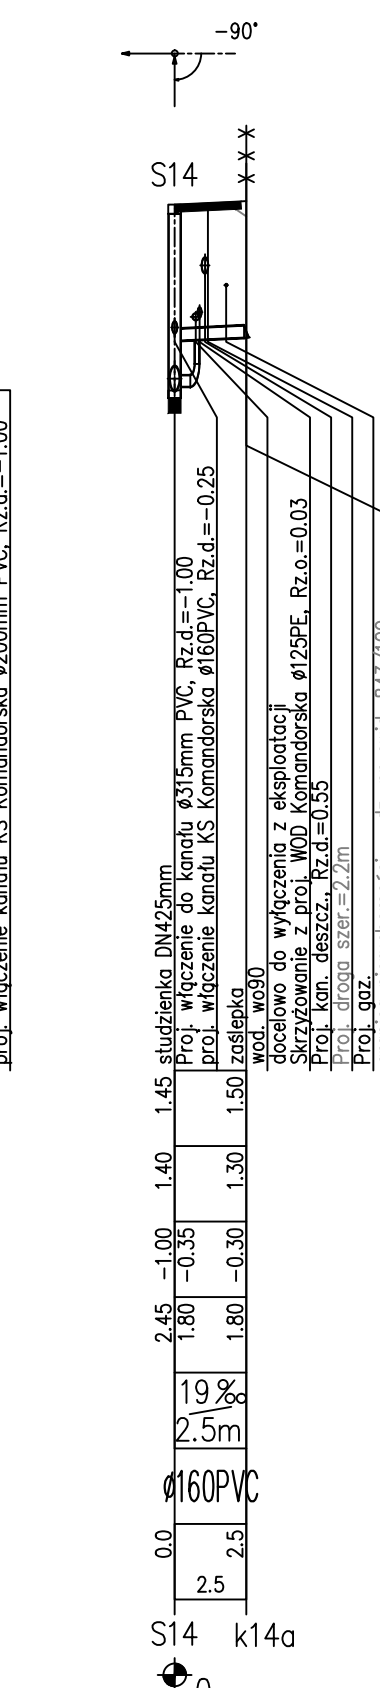 -90°
S14
proj. włączenie kanału KS Komandorska ø200mm PVC, Rz.d.=-1.00
studzienka DN425mm
Proj. włączenie do kanału ø315mm PVC, Rz.d.=-1.00
proj. włączenie kanału KS Komandorska ø160PVC, Rz.d.=-0.25
zaślepka
wod. wo90
docelowo do wyłączenia z eksploatacji
Skrzyżowanie z proj. WOD Komandorska ø125PE, Rz.o.=0.03
Proj. kan. deszcz., Rz.d.=0.55
Proj. droga szer.=2.2m
Proj. gaz.
1.45 1.50
1.40 1.30
-1.00 -0.35 -0.30
2.45 1.80 1.80
19‰
2.5m
ø160PVC
0.0 2.5
2.5
S14 k14a